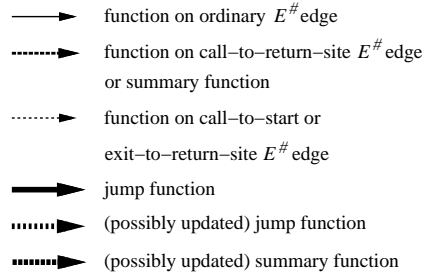 function on ordinary E# edge
function on call−to−return−site E# edge
or summary function
function on call−to−start or
exit−to−return−site E# edge
jump function
(possibly updated) jump function
(possibly updated) summary function